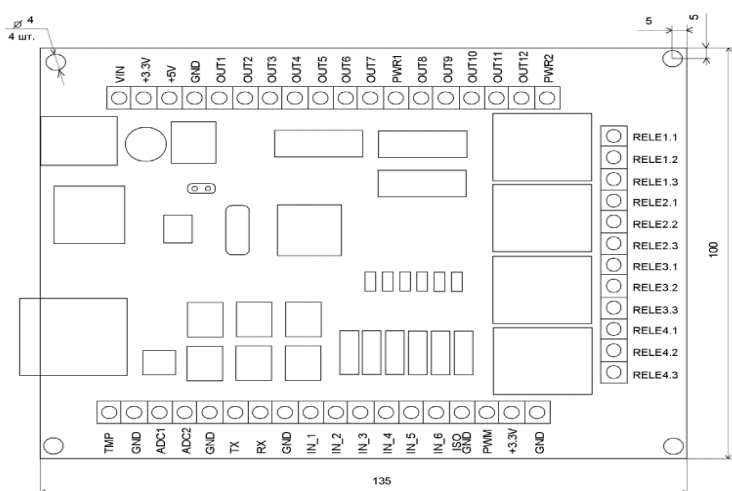 ⌀ 4
4 шт.
5
5
VIN
+3.3V
+5V
GND
OUT1
OUT2
OUT3
OUT4
OUT5
OUT6
OUT7
PWR1
OUT8
OUT9
OUT10
OUT11
OUT12
PWR2
RELE1.1
RELE1.2
RELE1.3
RELE2.1
RELE2.2
RELE2.3
RELE3.1
RELE3.2
RELE3.3
RELE4.1
RELE4.2
RELE4.3
100
TMP
GND
ADC1
ADC2
GND
TX
RX
GND
IN_1
IN_2
IN_3
IN_4
IN_5
IN_6
ISO
GND
PWM
+3.3V
GND
135